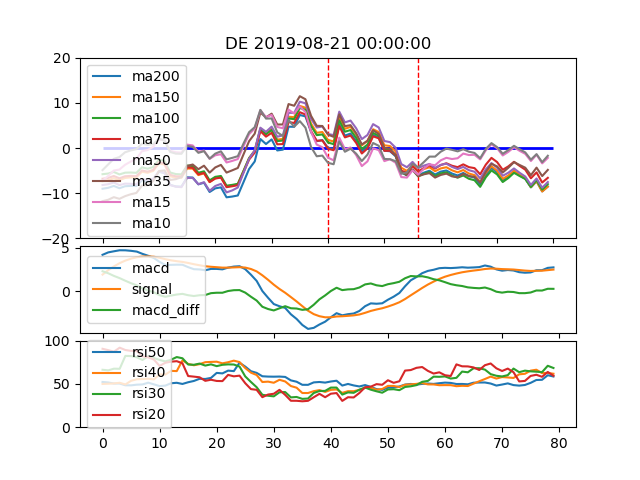 DE 2019-08-21 00:00:00
20
10
0
−10
−20
ma200
ma150
ma100
ma75
ma50
ma35
ma15
ma10
5
0
macd
signal
macd_diff
100
50
0
rsi50
rsi40
rsi30
rsi20
0 10 20 30 40 50 60 70 80